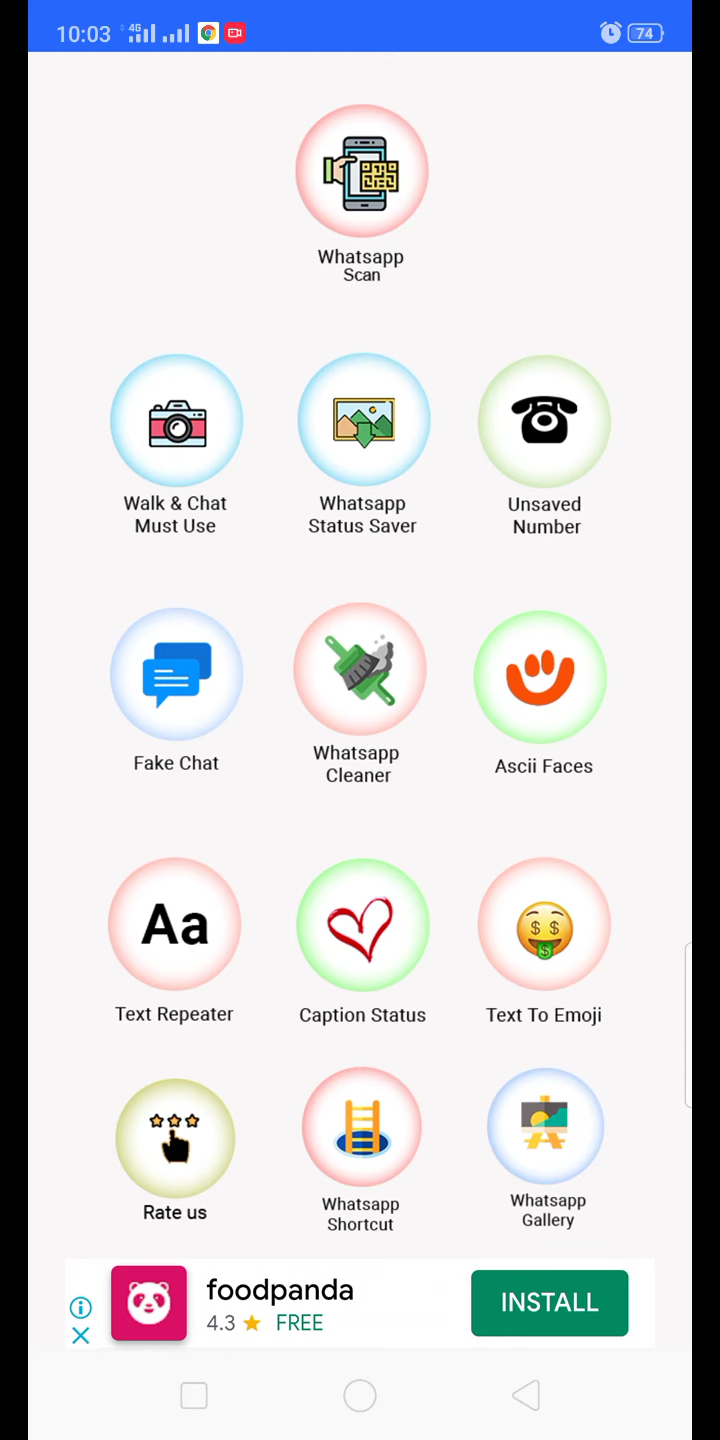 10:03
4G
74
Whatsapp
Scan
Walk & Chat
Must Use
Whatsapp
Status Saver
Unsaved
Number
Fake Chat
Whatsapp
Cleaner
Ascii Faces
Aa
Text Repeater
Caption Status
Text To Emoji
Rate us
Whatsapp
Shortcut
Whatsapp
Gallery
foodpanda
4.3 ★ FREE
INSTALL